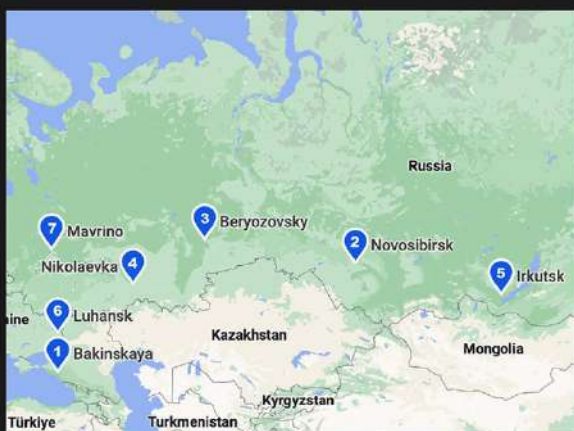 Russia
3 Beryozovsky
7 Mavrino
2 Novosibirsk
Nikolaevka 4
5 Irkutsk
ine
6 Luhansk
Kazakhstan
Mongolia
1 Bakinskaya
Kyrgyzstan
Türkiye
Turkmenistan